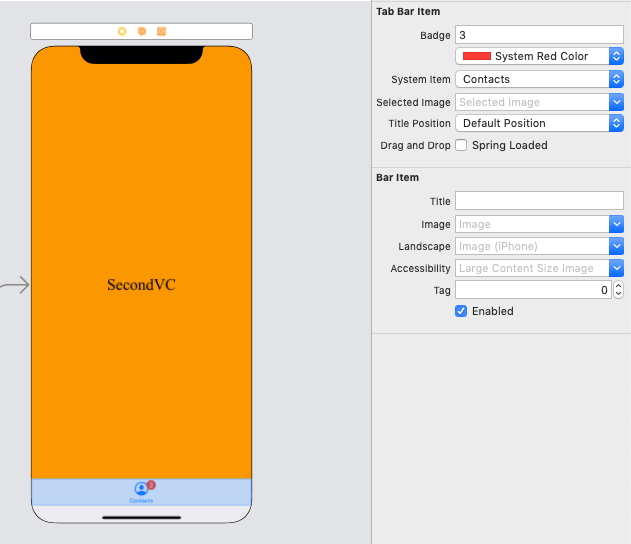 Tab Bar Item
Badge 3
System Red Color
System Item Contacts
Selected Image Selected Image
Title Position Default Position
Drag and Drop Spring Loaded
Bar Item
Title
Image Image
Landscape Image (iPhone)
Accessibility Large Content Size Image
Tag 0
Enabled
SecondVC
3
Contacts